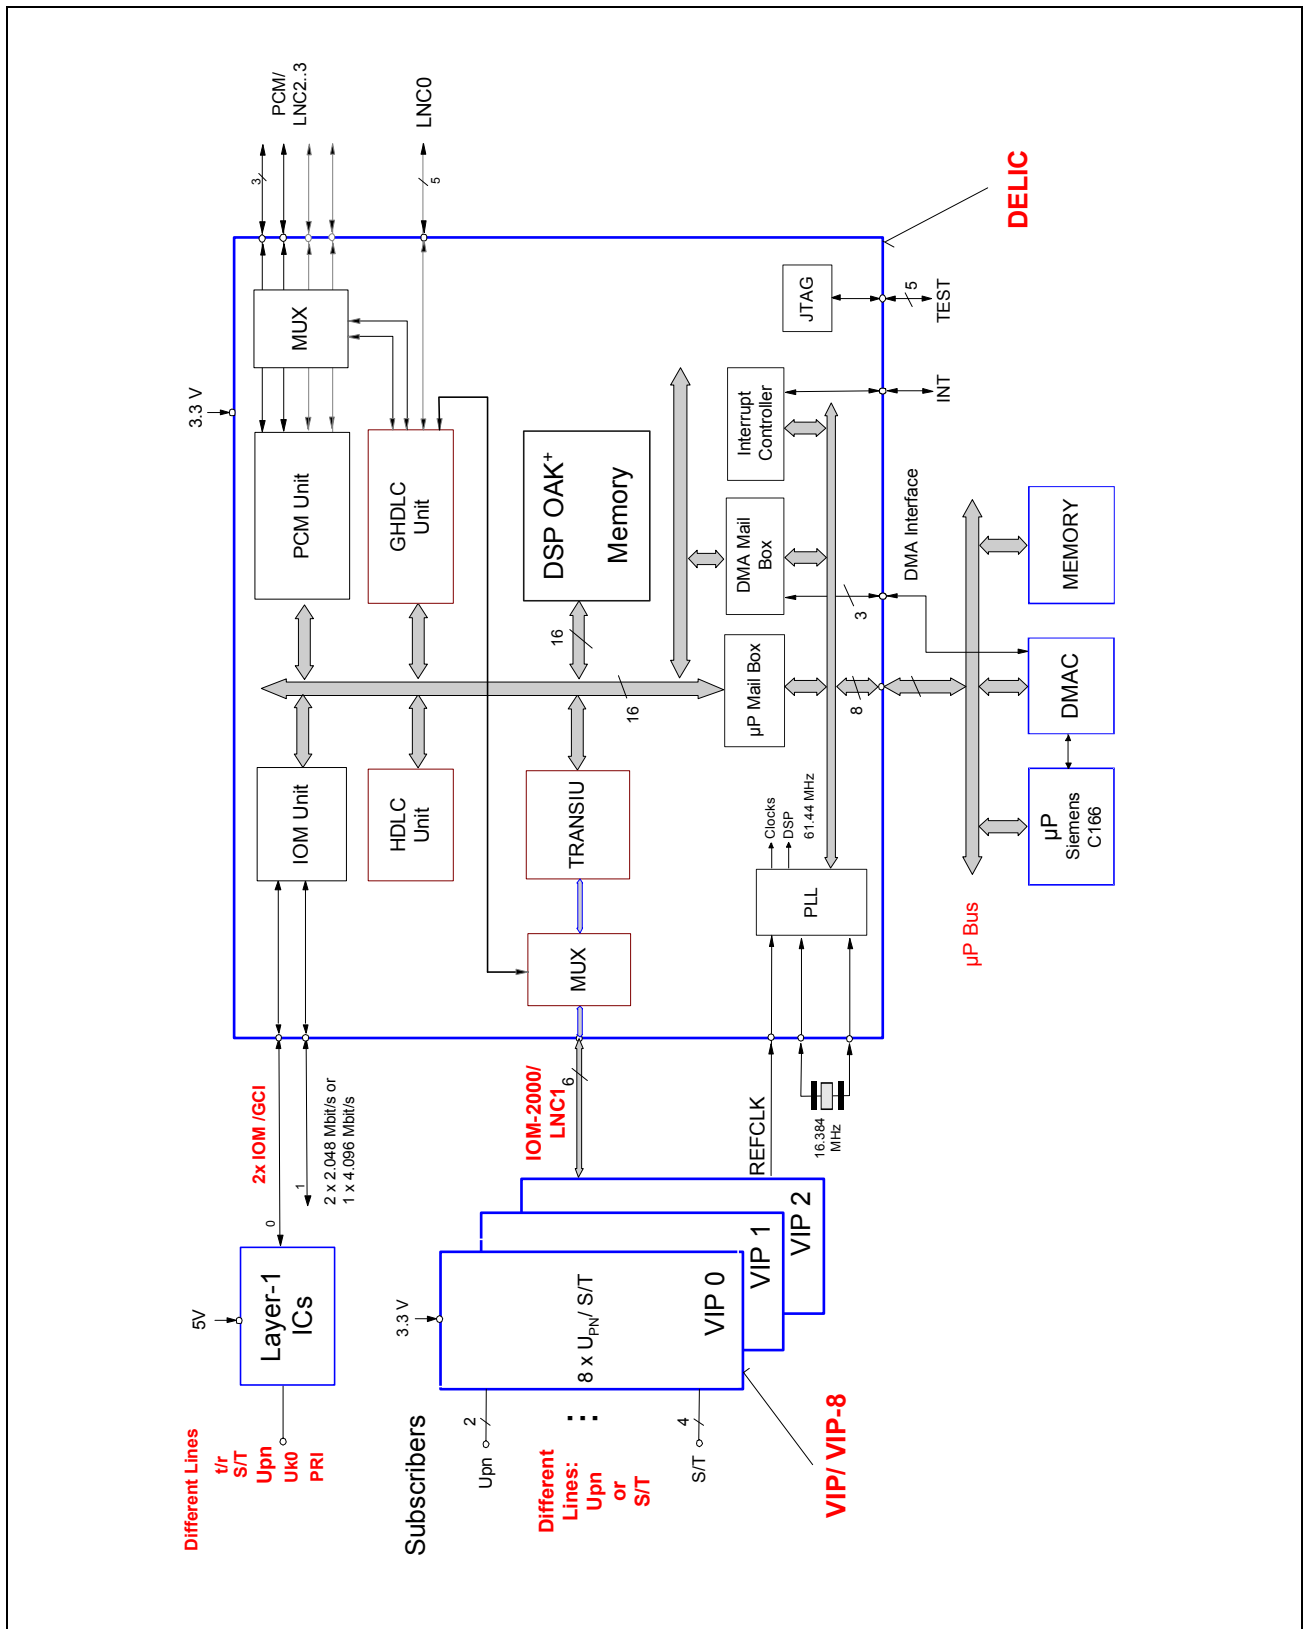 Different Lines
t/r
S/T
Upn
Uk0
PRI
5V
Layer-1
ICs
2x IOM /GCI
0
1
2 x 2.048 Mbit/s or
1 x 4.096 Mbit/s
3.3 V
IOM Unit
PCM Unit
MUX
3
PCM/
LNC2..3
HDLC
Unit
GHDLC
Unit
5
LNC0
Subscribers
3.3 V
Upn
2
Different
Lines:
Upn
or
S/T
...
8 x UPN/ S/T
S/T
4
VIP 0
VIP 1
VIP 2
VIP/ VIP-8
IOM-2000/
LNC1
6
MUX
TRANSIU
16
16
DSP OAK+
Memory
REFCLK
16.384
MHz
PLL
Clocks
DSP
61.44 MHz
µP Mail Box
DMA Mail
Box
Interrupt
Controller
JTAG
8
3
DMA Interface
INT
5
TEST
DELIC
µP Bus
µP
Siemens
C166
DMAC
MEMORY